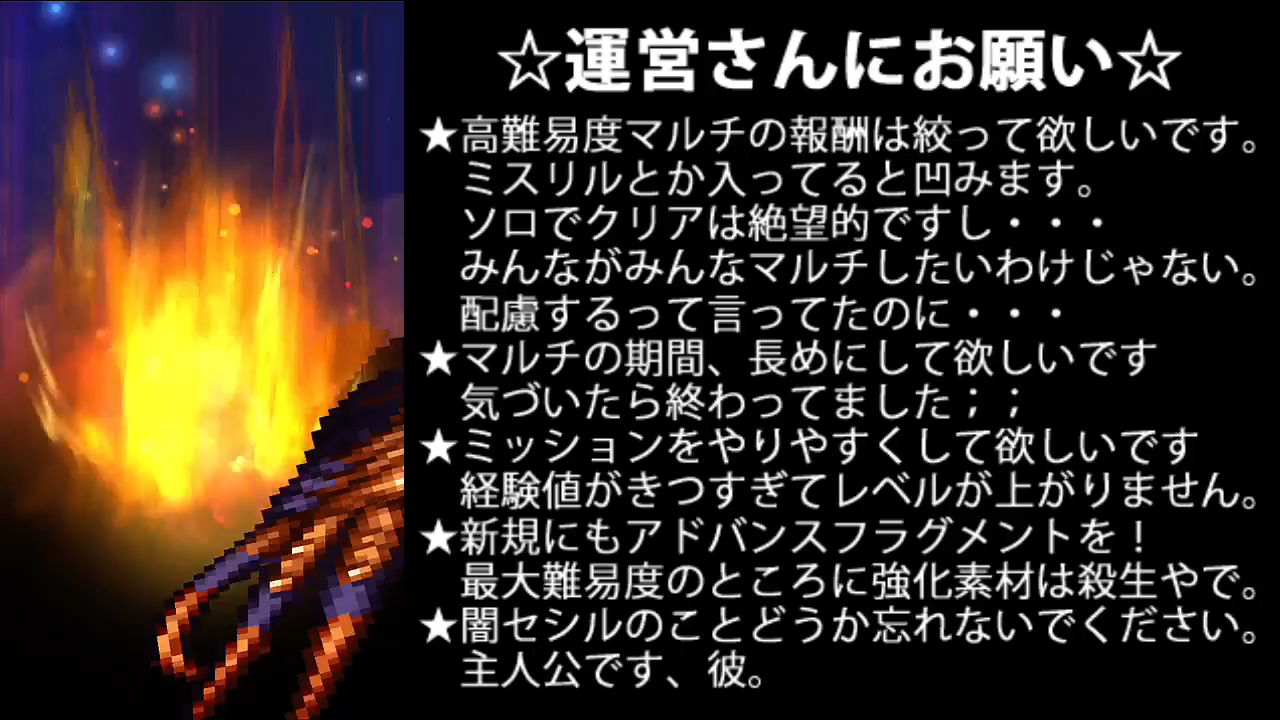 ☆運営さんにお願い☆
★高難易度マルチの報酬は絞って欲しいです。
ミスリルとか入ってると凹みます。
ソロでクリアは絶望的ですし・・・
みんながみんなマルチしたいわけじゃない。
配慮するって言ってたのに・・・
★マルチの期間、長めにして欲しいです
気づいたら終わってました；；
★ミッションをやりやすくして欲しいです
経験値がきつすぎてレベルが上がりません。
★新規にもアドバンスフラグメントを！
最大難易度のところに強化素材は殺生やで。
★闇セシルのことどうか忘れないでください。
主人公です、彼。